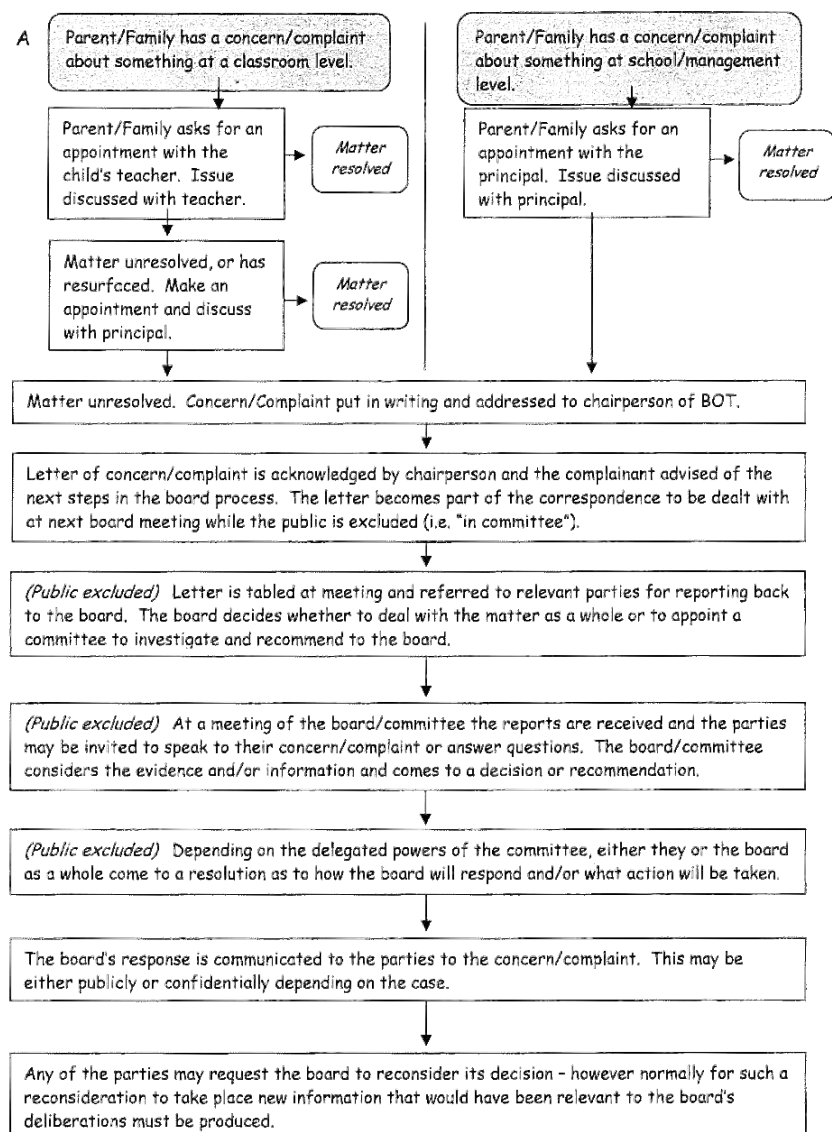 A
Parent/Family has a concern/complaint
about something at a classroom level.
Parent/Family asks for an
appointment with the
child's teacher. Issue
discussed with teacher.
Matter
resolved
Matter unresolved, or has
resurfaced. Make an
appointment and discuss
with principal.
Matter
resolved
Parent/Family has a concern/complaint
about something at school/management
level.
Parent/Family asks for an
appointment with the
principal. Issue discussed
with principal.
Matter
resolved
Matter unresolved. Concern/Complaint put in writing and addressed to chairperson of BOT.
Letter of concern/complaint is acknowledged by chairperson and the complainant advised of the
next steps in the board process. The letter becomes part of the correspondence to be dealt with
at next board meeting while the public is excluded (i.e. "in committee").
(Public excluded) Letter is tabled at meeting and referred to relevant parties for reporting back
to the board. The board decides whether to deal with the matter as a whole or to appoint a
committee to investigate and recommend to the board.
(Public excluded) At a meeting of the board/committee the reports are received and the parties
may be invited to speak to their concern/complaint or answer questions. The board/committee
considers the evidence and/or information and comes to a decision or recommendation.
(Public excluded) Depending on the delegated powers of the committee, either they or the board
as a whole come to a resolution as to how the board will respond and/or what action will be taken.
The board's response is communicated to the parties to the concern/complaint. This may be
either publicly or confidentially depending on the case.
Any of the parties may request the board to reconsider its decision – however normally for such a
reconsideration to take place new information that would have been relevant to the board's
deliberations must be produced.